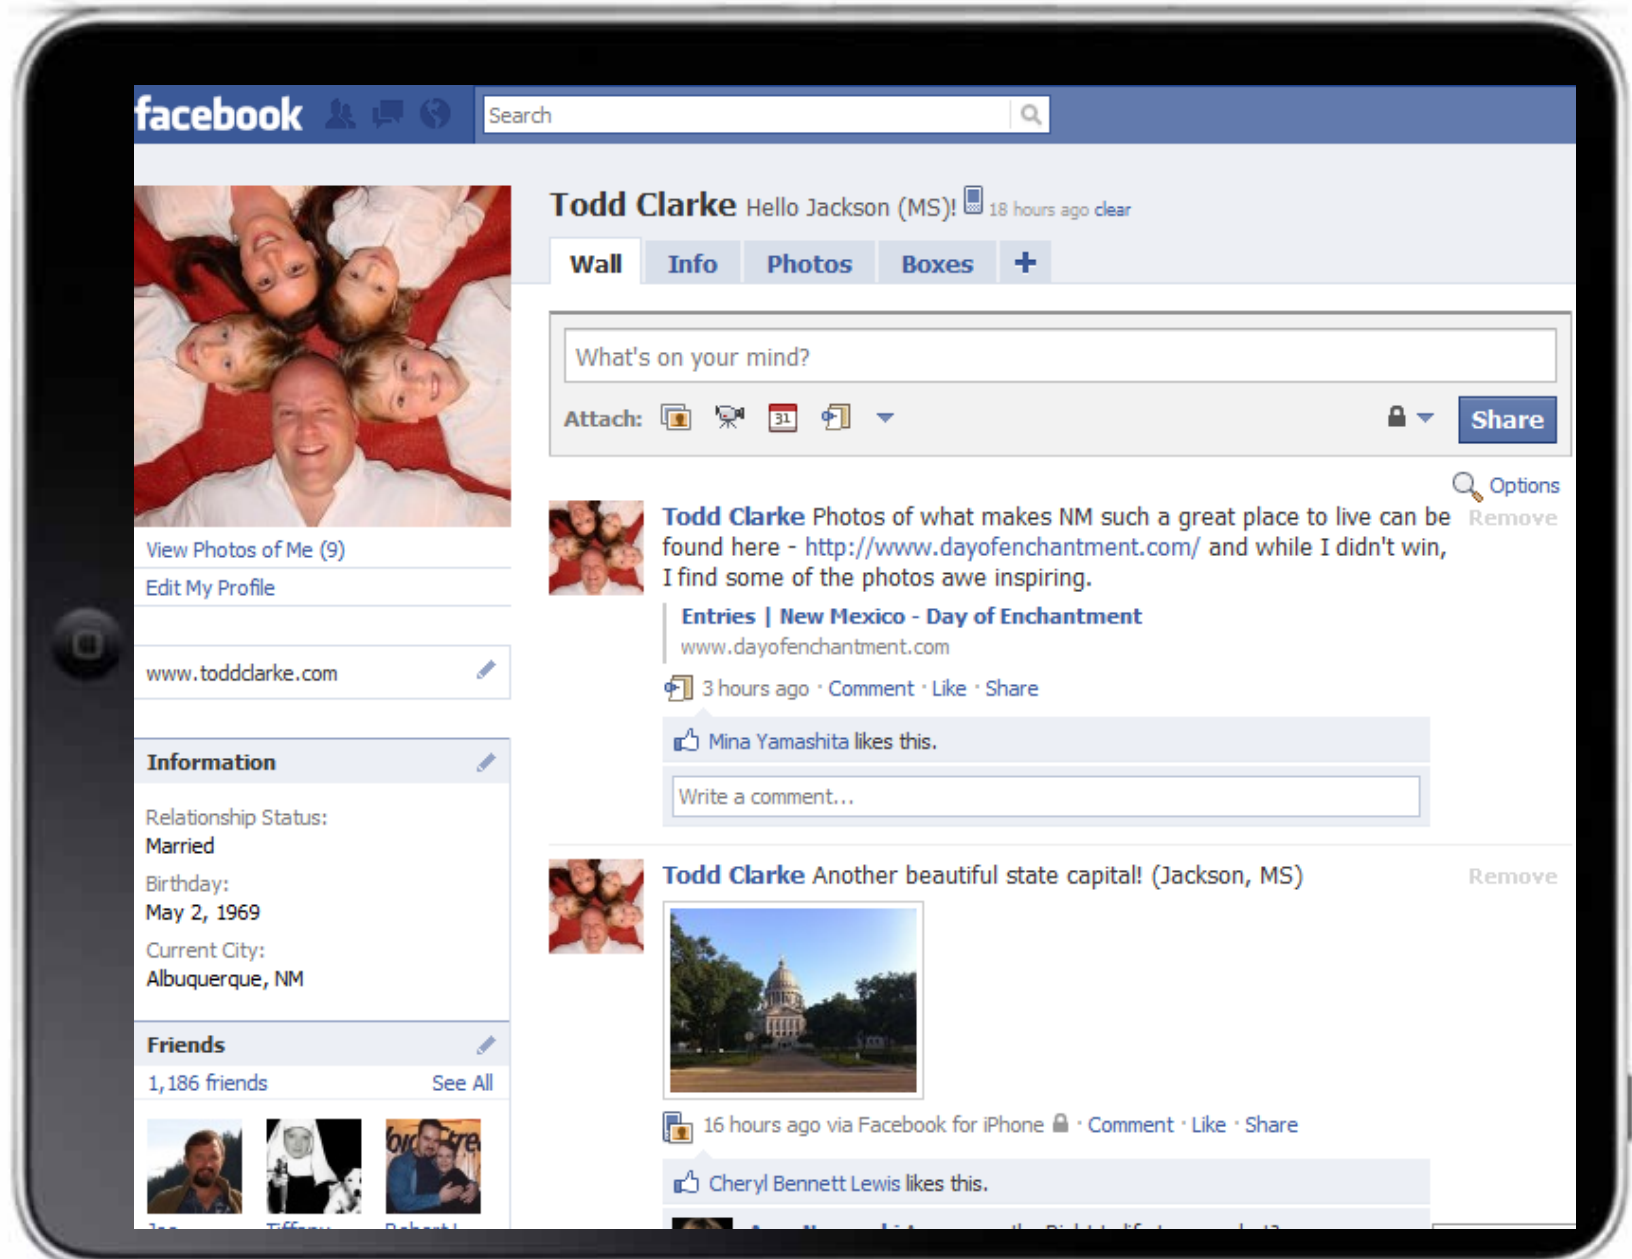 facebook
Search
Todd Clarke Hello Jackson (MS)! 18 hours ago clear
Wall Info Photos Boxes +
What's on your mind?
Attach: 31 Share
Options
Todd Clarke Photos of what makes NM such a great place to live can be Remove
found here - http://www.dayofenchantment.com/ and while I didn't win,
I find some of the photos awe inspiring.
Entries | New Mexico - Day of Enchantment
www.dayofenchantment.com
3 hours ago · Comment · Like · Share
Mina Yamashita likes this.
Write a comment...
Todd Clarke Another beautiful state capital! (Jackson, MS) Remove
16 hours ago via Facebook for iPhone · Comment · Like · Share
Cheryl Bennett Lewis likes this.
View Photos of Me (9)
Edit My Profile
www.toddclarke.com
Information
Relationship Status:
Married
Birthday:
May 2, 1969
Current City:
Albuquerque, NM
Friends
1,186 friends See All